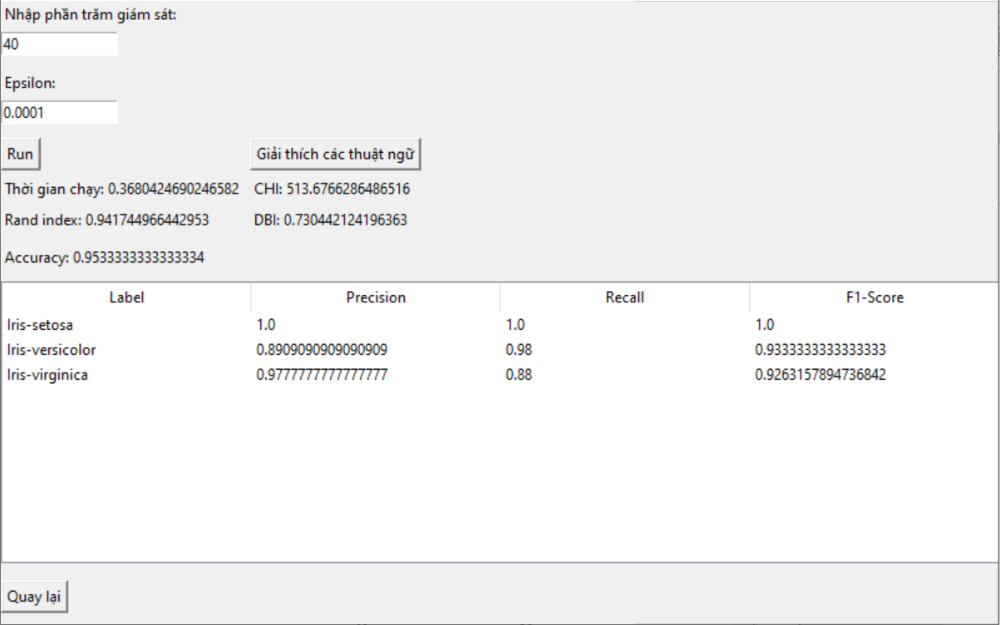 Nhập phần trăm giám sát:
40
Epsilon:
0.0001
Run Giải thích các thuật ngữ
Thời gian chạy: 0.3680424690246582 CHI: 513.6766286486516
Rand index: 0.941744966442953 DBI: 0.730442124196363
Accuracy: 0.9533333333333334
Label Precision Recall F1-Score
Iris-setosa 1.0 1.0 1.0
Iris-versicolor 0.8909090909090909 0.98 0.9333333333333333
Iris-virginica 0.9777777777777777 0.88 0.9263157894736842
Quay lại